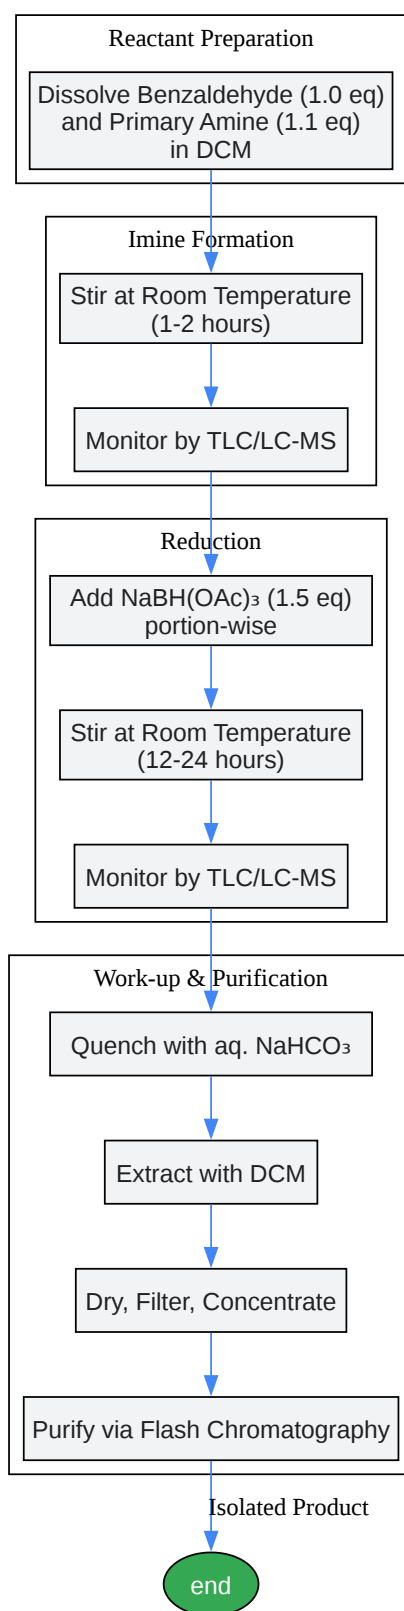 Reactant Preparation
Dissolve Benzaldehyde (1.0 eq)
and Primary Amine (1.1 eq)
in DCM
Imine Formation
Stir at Room Temperature
(1-2 hours)
Monitor by TLC/LC-MS
Reduction
Add NaBH(OAc)₃ (1.5 eq)
portion-wise
Stir at Room Temperature
(12-24 hours)
Monitor by TLC/LC-MS
Work-up & Purification
Quench with aq. NaHCO₃
Extract with DCM
Dry, Filter, Concentrate
Purify via Flash Chromatography
Isolated Product
end